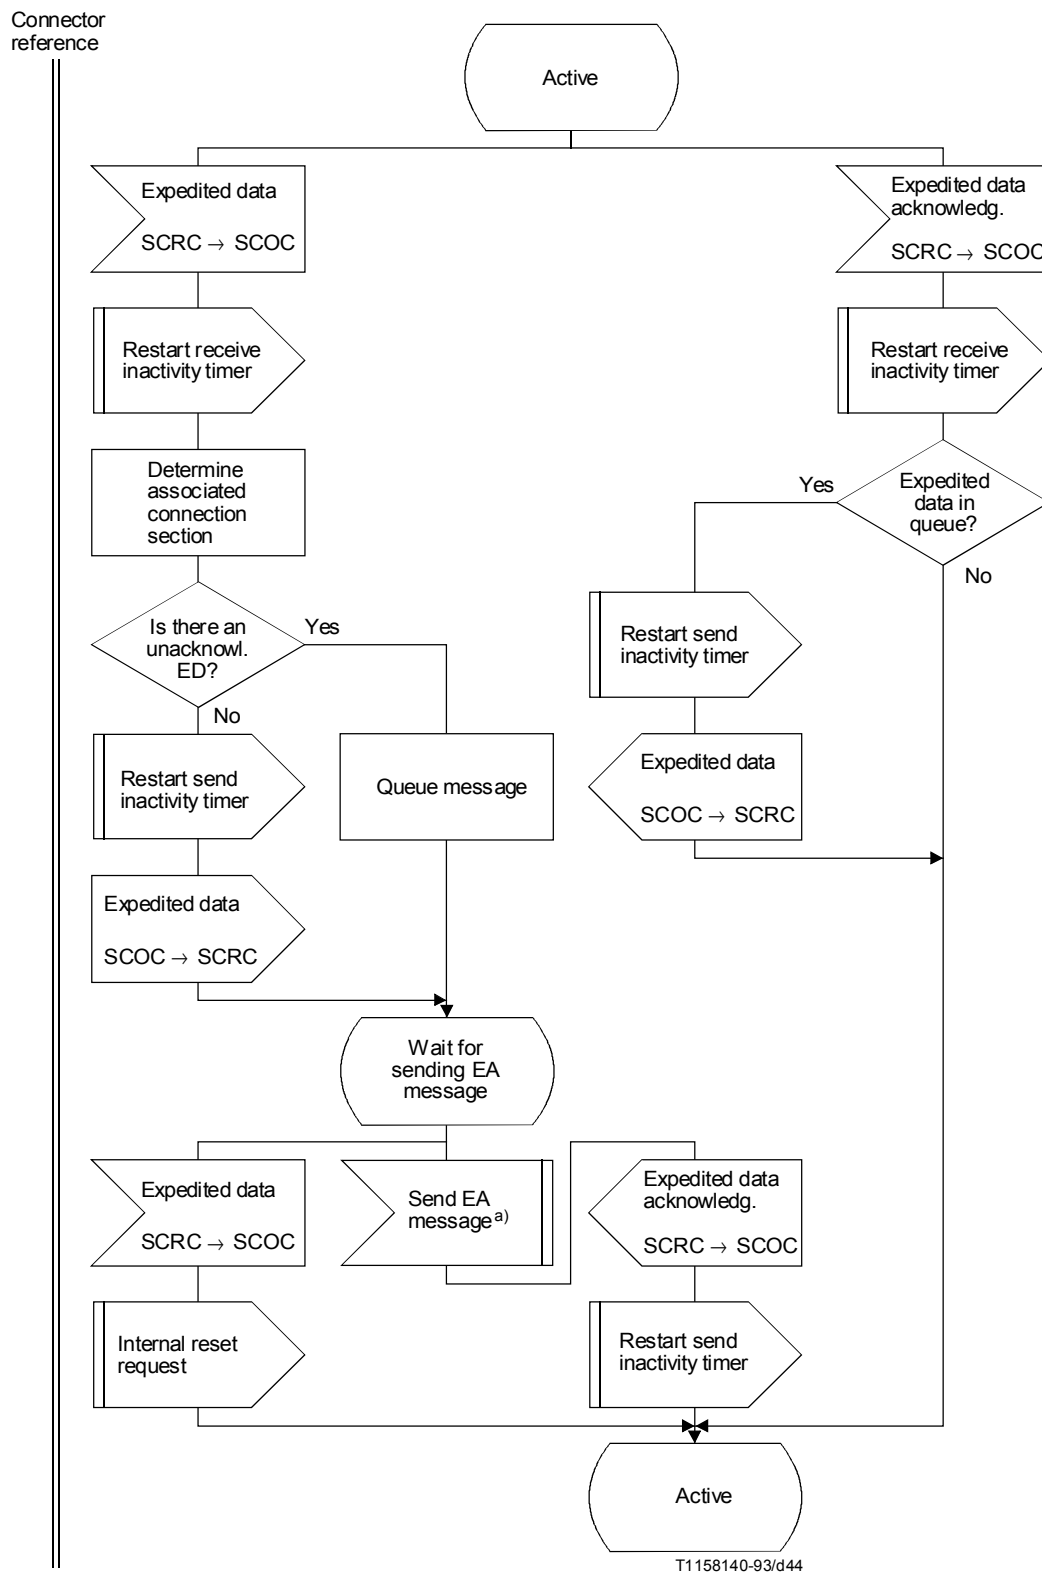 Connector
reference
Active
Expedited data
SCRC → SCOC
Expedited data
acknowledg.
SCRC → SCOC
Restart receive
inactivity timer
Restart receive
inactivity timer
Determine
associated
connection
section
Yes
Expedited
data in
queue?
No
Is there an
unacknowl.
ED?
Yes
No
Restart send
inactivity timer
Restart send
inactivity timer
Queue message
Expedited data
SCOC → SCRC
Expedited data
SCOC → SCRC
Wait for
sending EA
message
Expedited data
SCRC → SCOC
Send EA
message a)
Expedited data
acknowledg.
SCRC → SCOC
Internal reset
request
Restart send
inactivity timer
Active
T1158140-93/d44